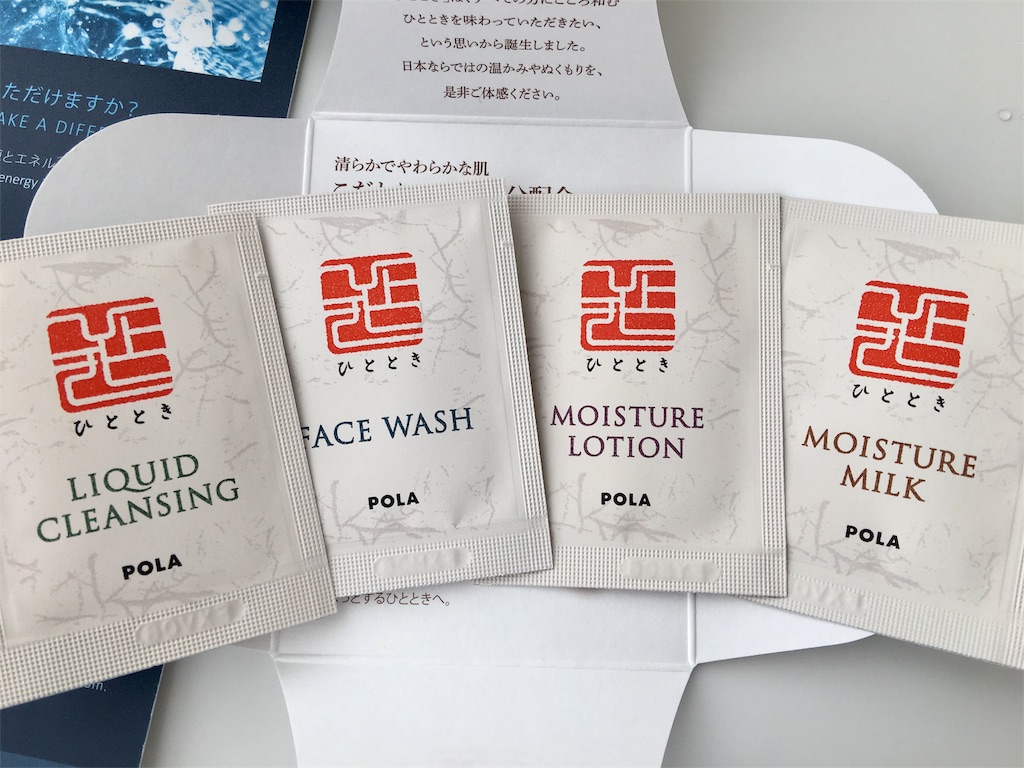 ひとときを味わっていただきたい、
という思いから誕生しました。
日本ならではの温かみやぬくもりを、
是非ご体感ください。
ただけますか?
AKE A DIFFE
とエネル
energy
清らかでやわらかな肌
ひととき
LIQUID
CLEANSING
POLA
ひととき
FACE WASH
POLA
ひととき
MOISTURE
LOTION
POLA
ひととき
MOISTURE
MILK
POLA
とするひとときへ。